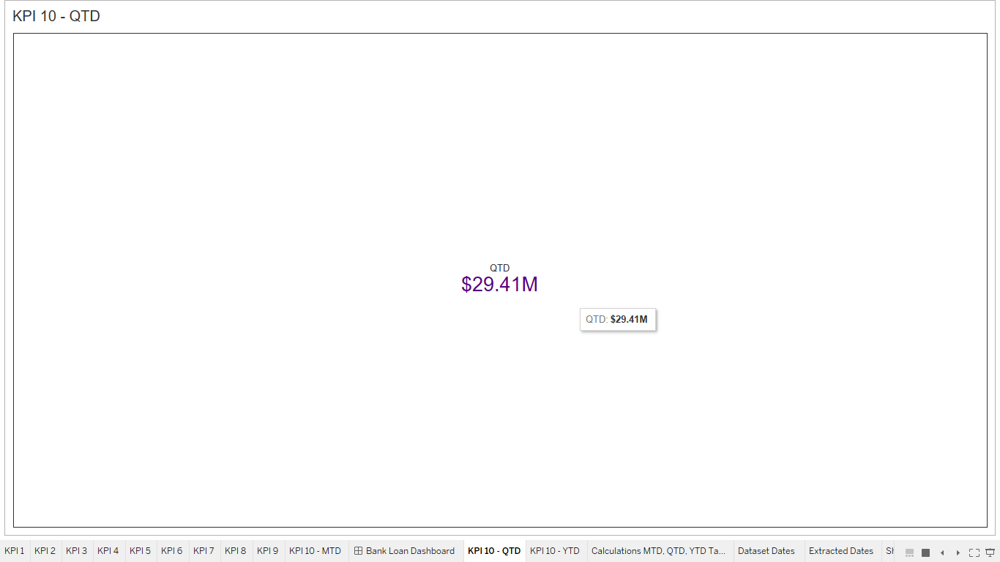 KPI 10 - QTD
QTD
$29.41M
QTD: $29.41M
KPI 1 KPI 2 KPI 3 KPI 4 KPI 5 KPI 6 KPI 7 KPI 8 KPI 9 KPI 10 - MTD Bank Loan Dashboard KPI 10 - QTD KPI 10 - YTD Calculations MTD, QTD, YTD Ta... Dataset Dates Extracted Dates